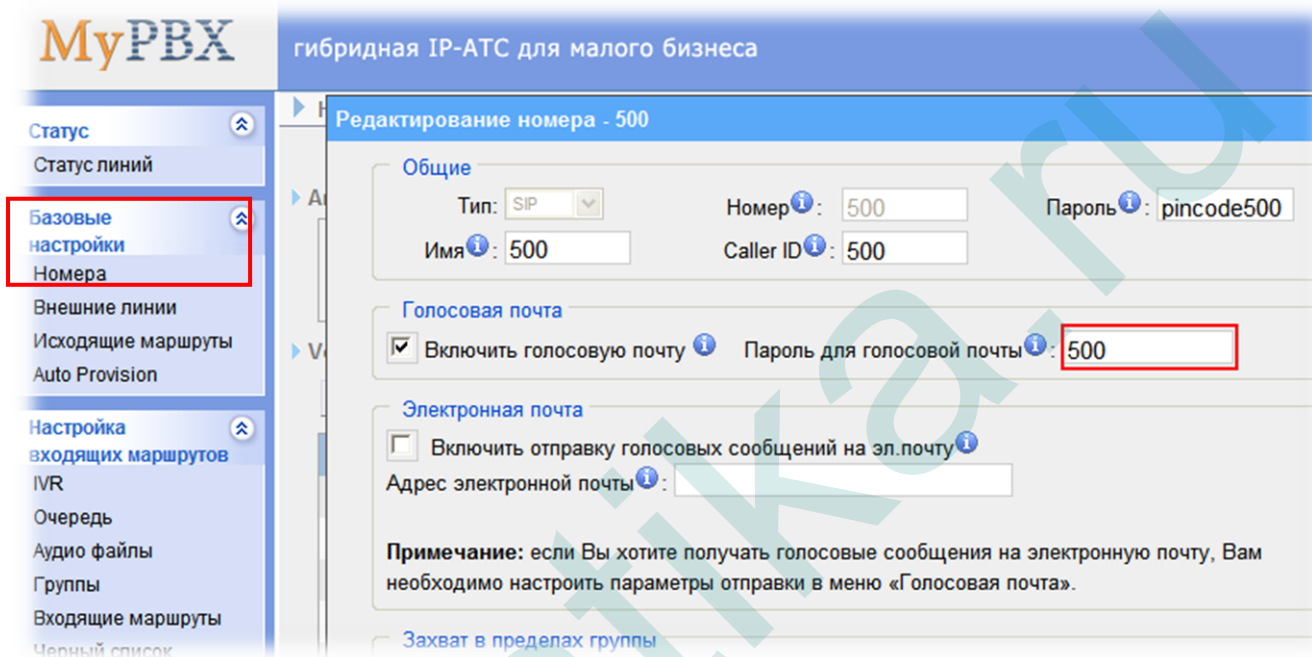 MyPBX
гибридная IP-АТС для малого бизнеса
Статус
Статус линий
Базовые
настройки
Номера
Внешние линии
Исходящие маршруты
Auto Provision
Настройка
входящих маршрутов
IVR
Очередь
Аудио файлы
Группы
Входящие маршруты
Черный список
Редактирование номера - 500
Общие
Тип: SIP Номер: 500 Пароль: pincode500
Имя: 500 Caller ID: 500
Голосовая почта
Включить голосовую почту Пароль для голосовой почты: 500
Электронная почта
Включить отправку голосовых сообщений на эл.почту
Адрес электронной почты:
Примечание: если Вы хотите получать голосовые сообщения на электронную почту, Вам
необходимо настроить параметры отправки в меню «Голосовая почта».
Захват в пределах группы